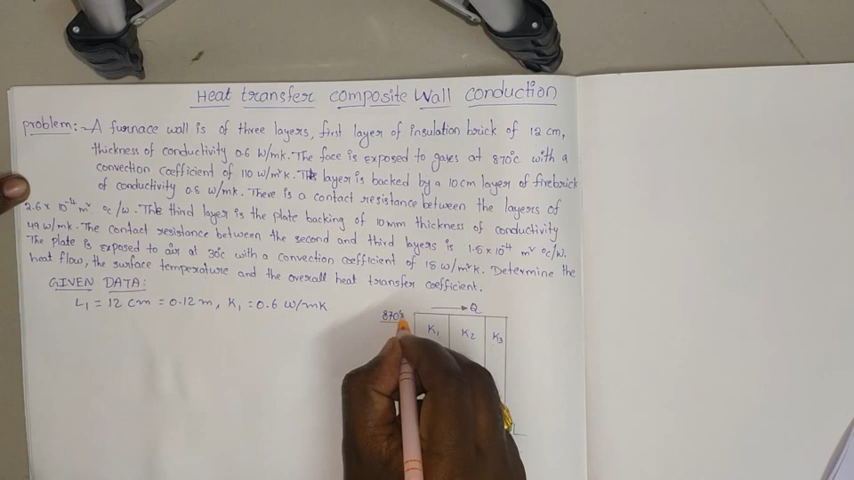 Heat transfer composite Wall conduction
problem:- A furnace wall is of three layers, first layer of insulation brick of 12 cm,
thickness of conductivity 0.6 W/mk. The face is exposed to gases at 870°c with a
convection coefficient of 110 W/m²k. The layer is backed by a 10cm layer of firebrick
of conductivity 0.8 W/mk. There is a contact resistance between the layers of
2.6 x 10⁻⁴ m² °c/w. The third layer is the plate backing of 10mm thickness of conductivity
49 W/mk. The contact resistance between the second and third layers is 1.5x10⁻⁴ m² °c/w.
The plate is exposed to air at 30°c with a convection coefficient of 15 w/m²k. Determine the
heat flow, the surface temperature and the overall heat transfer coefficient.
GIVEN DATA:
L₁ = 12 cm = 0.12 m, K₁ = 0.6 W/mK
Q
870°c
K₁ K₂ K₃